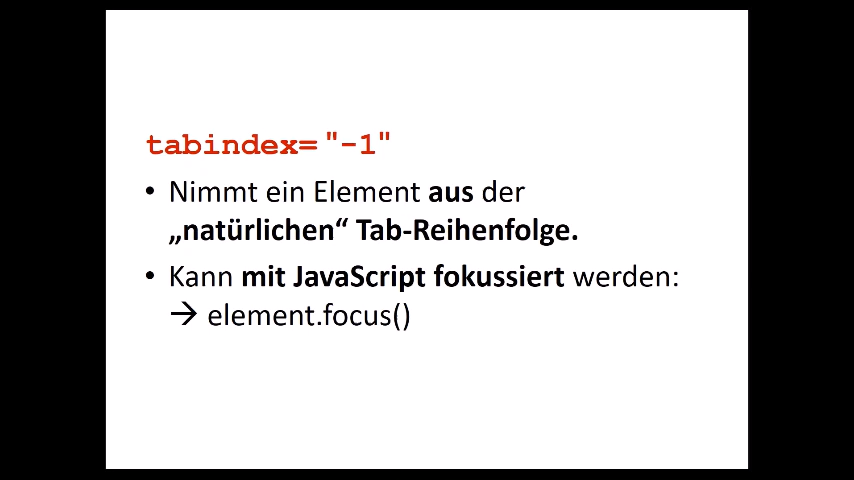 tabindex= "-1"
• Nimmt ein Element aus der
„natürlichen“ Tab-Reihenfolge.
• Kann mit JavaScript fokussiert werden:
→ element.focus()